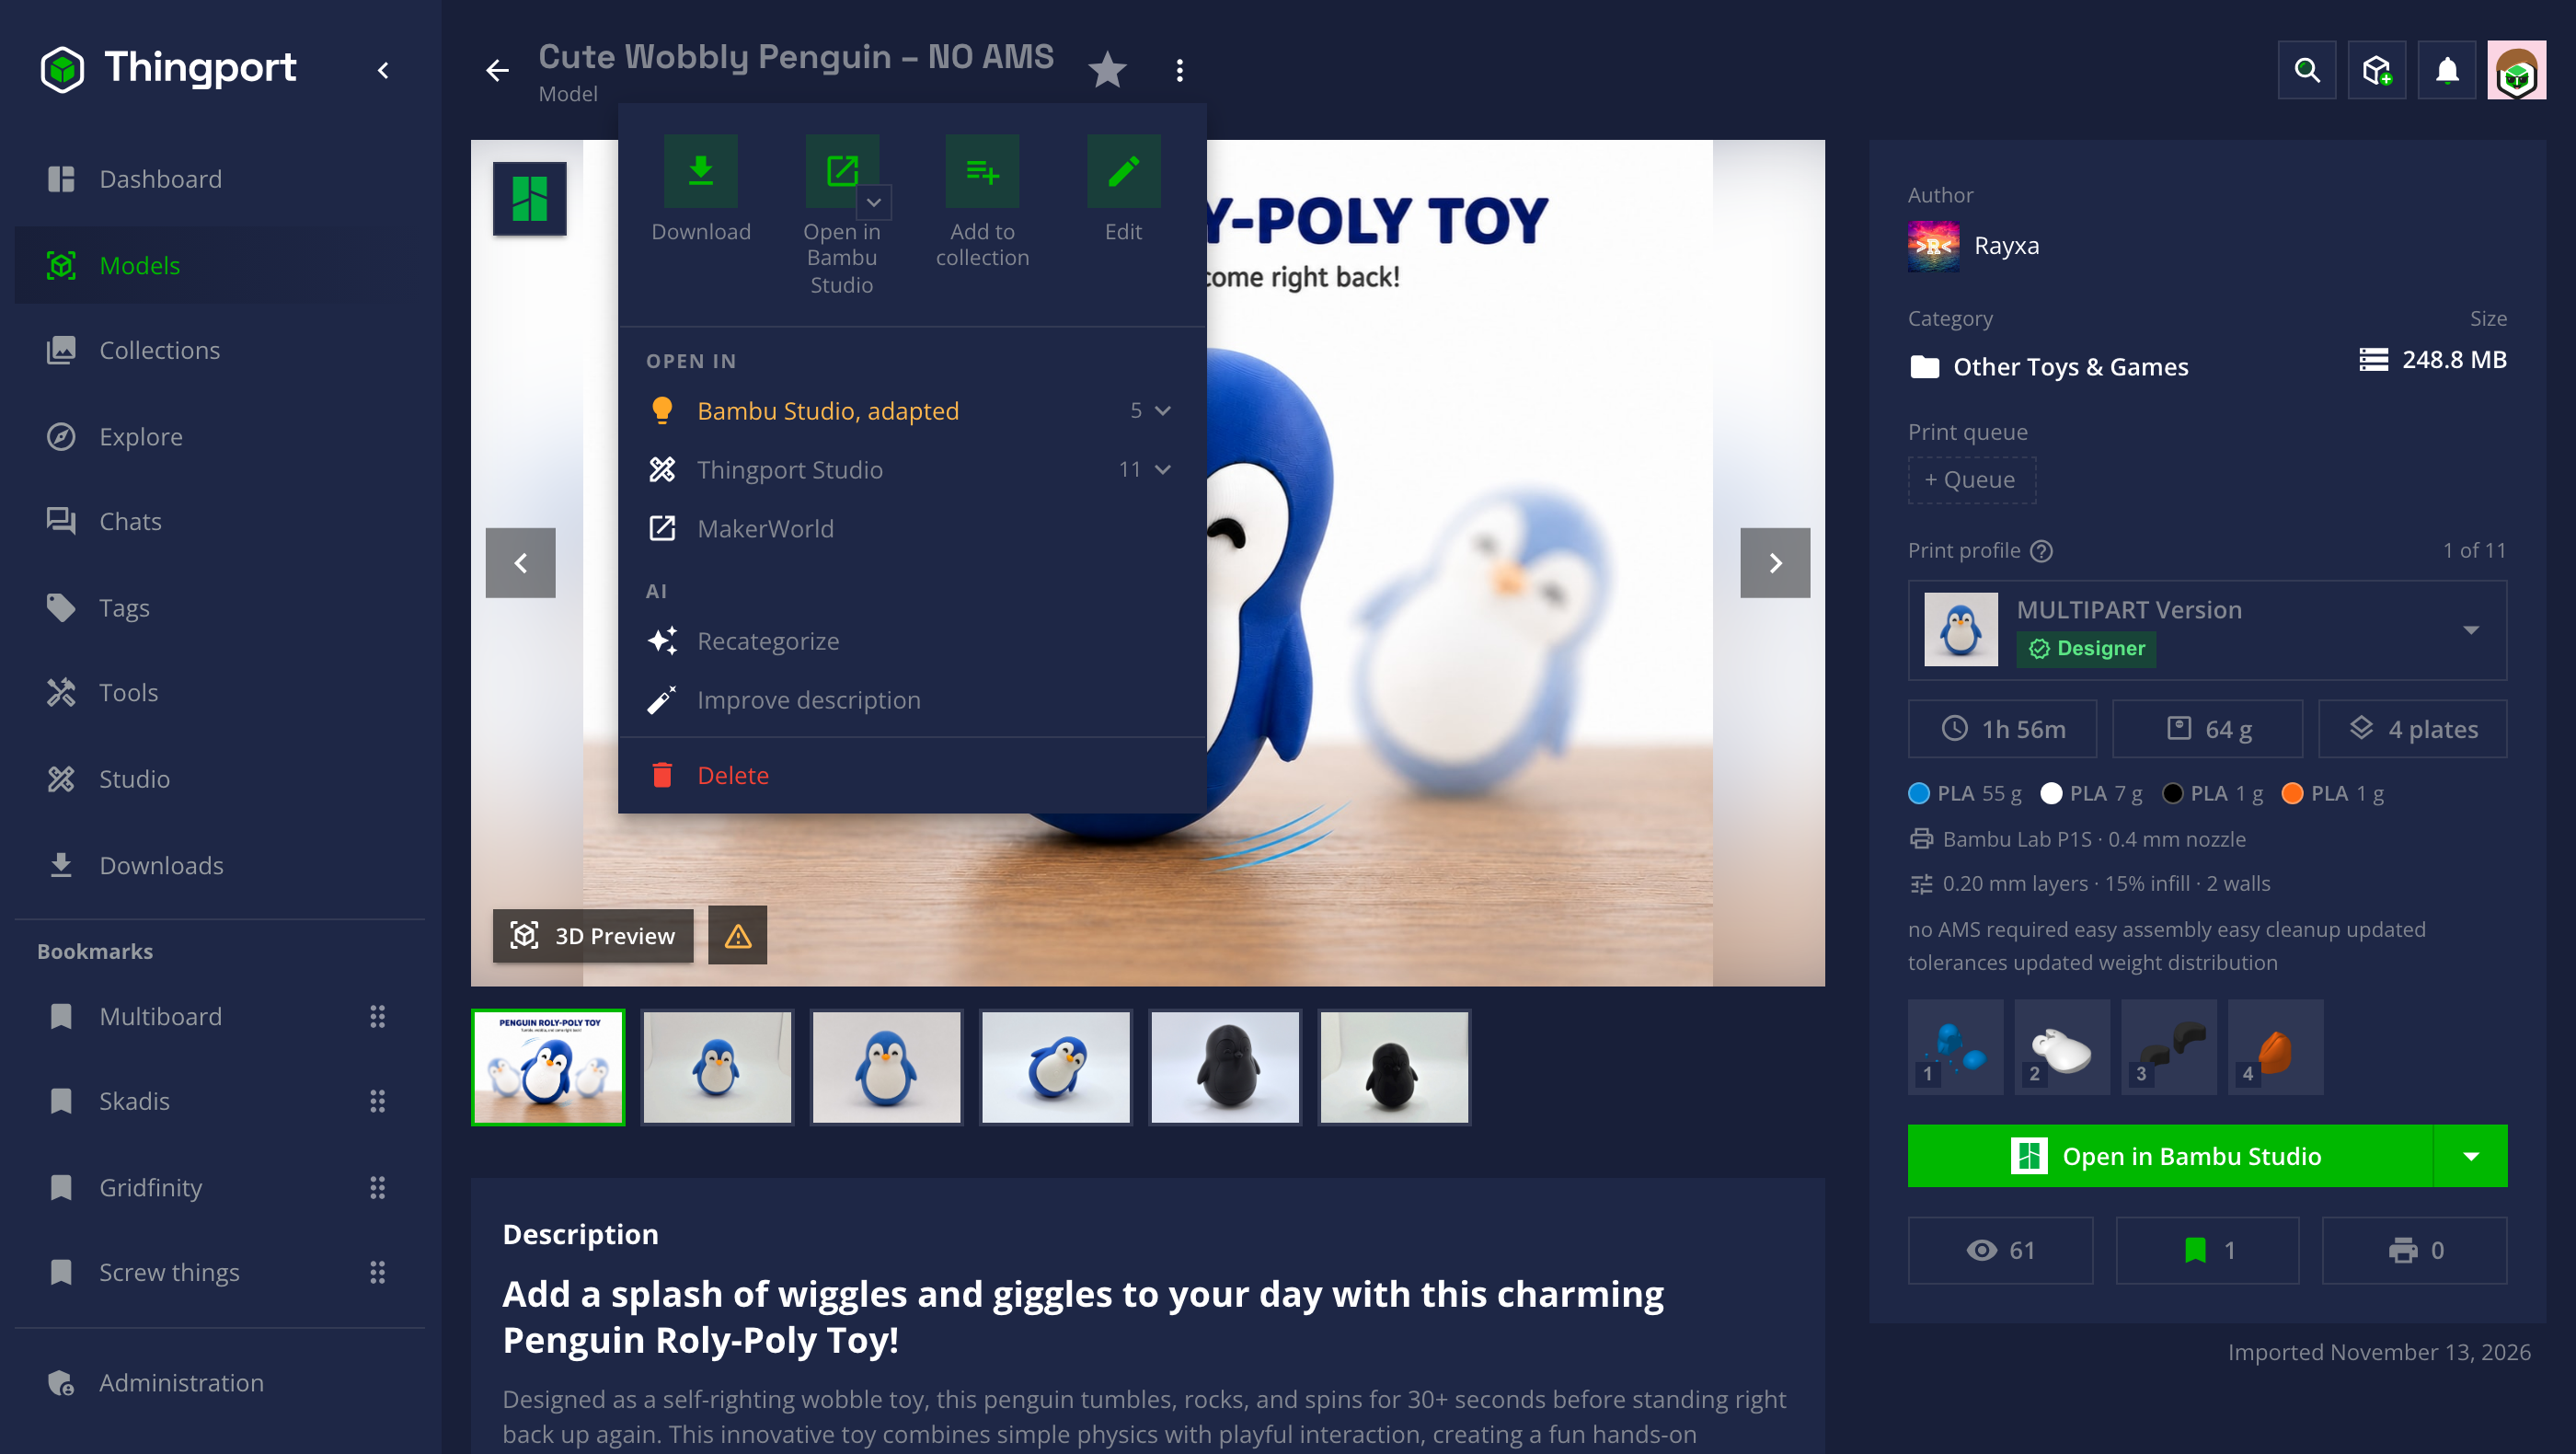 Thingport
Dashboard
Models
Collections
Explore
Chats
Tags
Tools
Studio
Downloads
Bookmarks
Multiboard
Skadis
Gridfinity
Screw things
Administration
Cute Wobbly Penguin – NO AMS
Model
Download
Open in
Bambu
Studio
Add to
collection
Edit
OPEN IN
Bambu Studio, adapted 5
Thingport Studio 11
MakerWorld
AI
Recategorize
Improve description
Delete
Y-POLY TOY
come right back!
3D Preview
PENGUIN ROLY-POLY TOY
Description
Add a splash of wiggles and giggles to your day with this charming
Penguin Roly-Poly Toy!
Designed as a self-righting wobble toy, this penguin tumbles, rocks, and spins for 30+ seconds before standing right
back up again. This innovative toy combines simple physics with playful interaction, creating a fun hands-on
Author
>R< Rayxa
Category Size
Other Toys & Games 248.8 MB
Print queue
+ Queue
Print profile ? 1 of 11
MULTIPART Version
Designer
1h 56m 64 g 4 plates
PLA 55 g PLA 7 g PLA 1 g PLA 1 g
Bambu Lab P1S · 0.4 mm nozzle
0.20 mm layers · 15% infill · 2 walls
no AMS required easy assembly easy cleanup updated
tolerances updated weight distribution
1 2 3 4
Open in Bambu Studio
61 1 0
Imported November 13, 2026